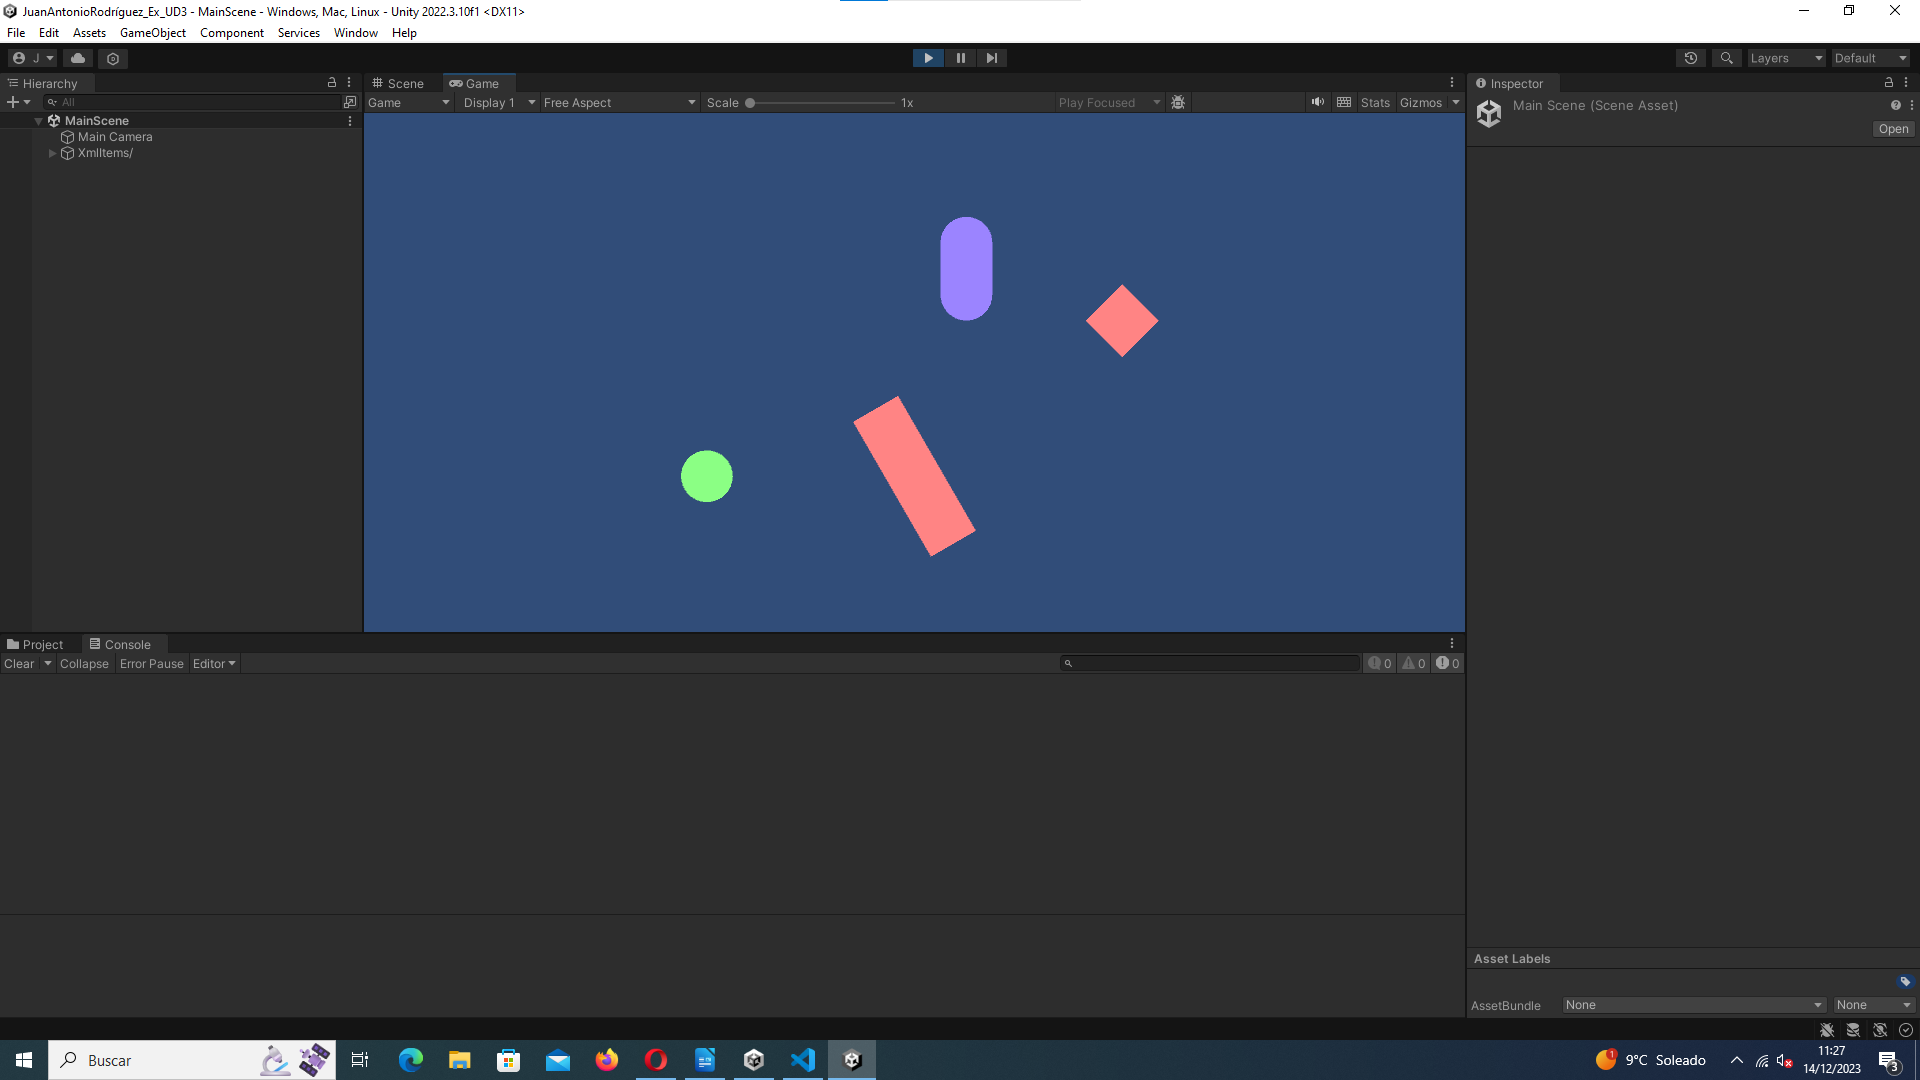 JuanAntonioRodríguez_Ex_UD3 - MainScene - Windows, Mac, Linux - Unity 2022.3.10f1 <DX11>
File Edit Assets GameObject Component Services Window Help
J
Layers Default
Hierarchy
All
MainScene
Main Camera
XmlItems/
Scene Game
Game Display 1 Free Aspect Scale 1x Play Focused Stats Gizmos
Inspector
Main Scene (Scene Asset)
Open
Project Console
Clear Collapse Error Pause Editor 0 0 0
Asset Labels
AssetBundle None None
Buscar
1 9°C Soleado
11:27
14/12/2023
3